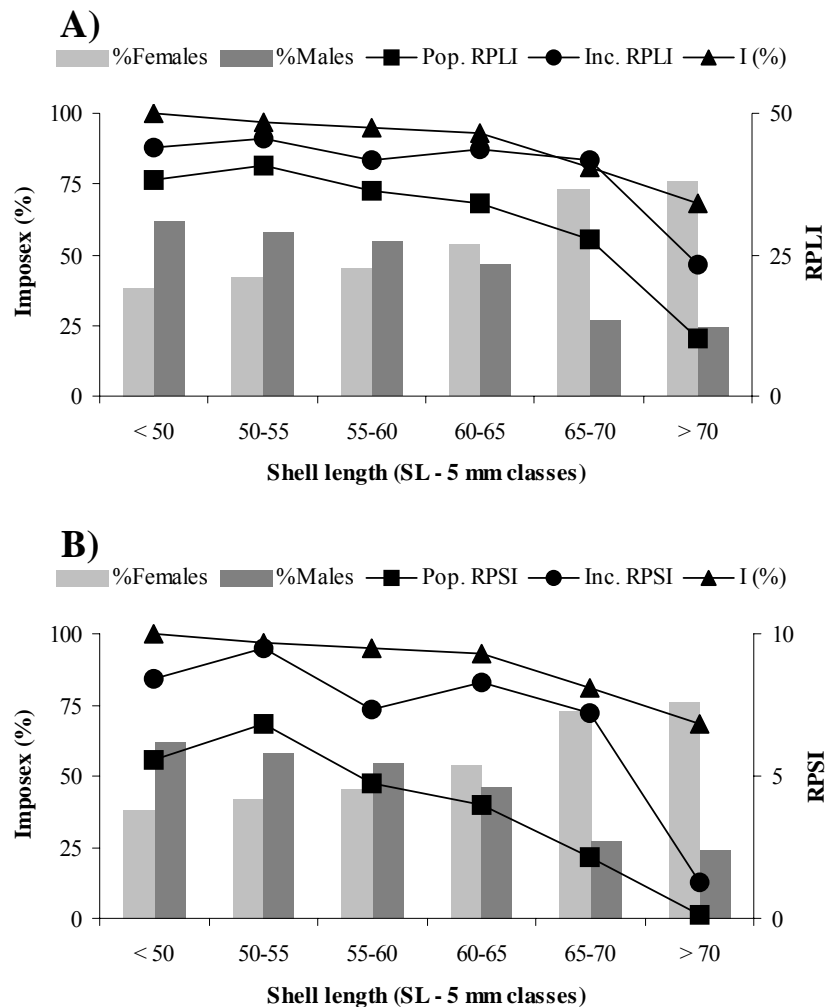 A)
%Females %Males Pop. RPLI Inc. RPLI I (%)
100 50
75
50 25
25
0 0
Imposex (%)
RPLI
< 50 50-55 55-60 60-65 65-70 > 70
Shell length (SL - 5 mm classes)
B)
%Females %Males Pop. RPSI Inc. RPSI I (%)
100 10
75
50 5
25
0 0
Imposex (%)
RPSI
< 50 50-55 55-60 60-65 65-70 > 70
Shell length (SL - 5 mm classes)